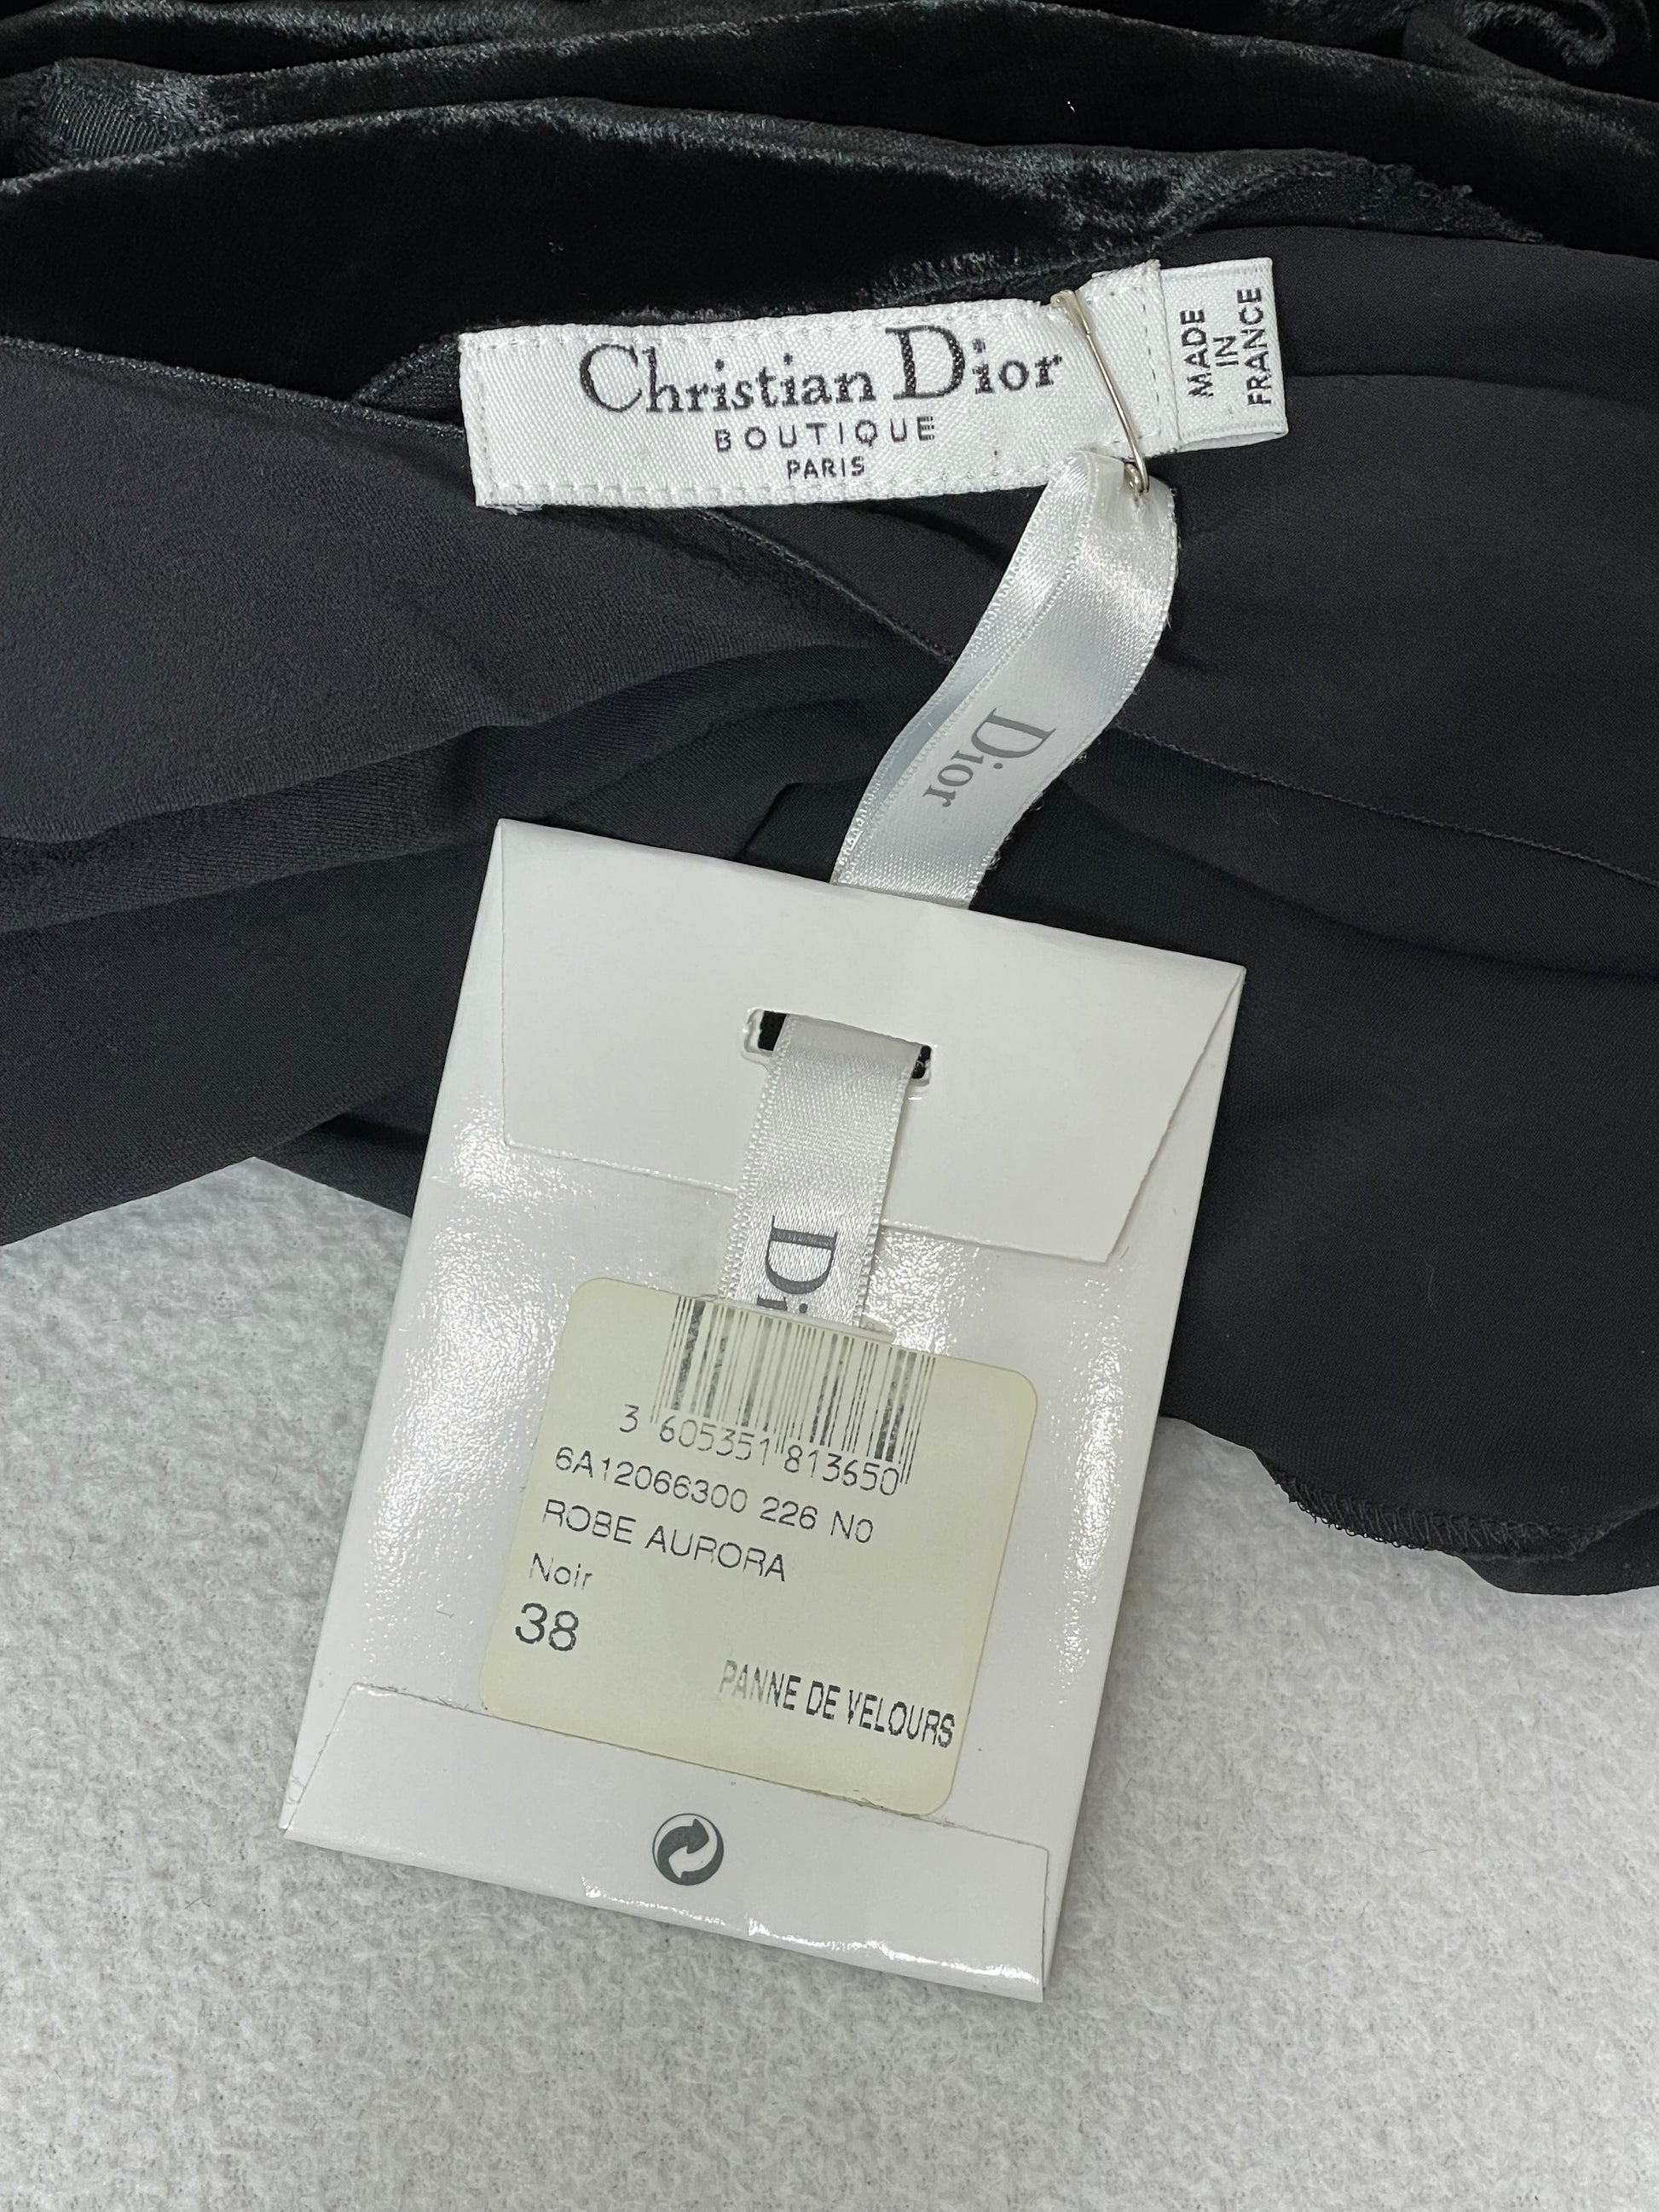 Christian Dior
BOUTIQUE
PARIS
MADE
IN
FRANCE
Dior
Di
3 605351 813650
6A12066300 226 N0
ROBE AURORA
Noir
38
PANNE DE VELOURS